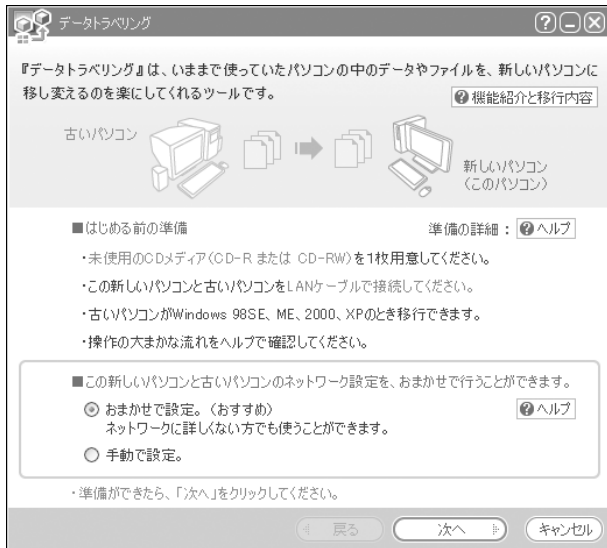 データトラベリング
『データトラベリング』は、いままで使っていたパソコンの中のデータやファイルを、新しいパソコンに
移し変えるのを楽にしてくれるツールです。
機能紹介と移行内容
古いパソコン
新しいパソコン
(このパソコン)
■はじめる前の準備
準備の詳細：
ヘルプ
・未使用のCDメディア(CD-R または CD-RW)を1枚用意してください。
・この新しいパソコンと古いパソコンをLANケーブルで接続してください。
・古いパソコンがWindows 98SE、ME、2000、XPのとき移行できます。
・操作の大まかな流れをヘルプで確認してください。
■この新しいパソコンと古いパソコンのネットワーク設定を、おまかせで行うことができます。
おまかせで設定。(おすすめ)
ヘルプ
ネットワークに詳しくない方でも使うことができます。
手動で設定。
・準備ができたら、「次へ」をクリックしてください。
戻る
次へ
キャンセル